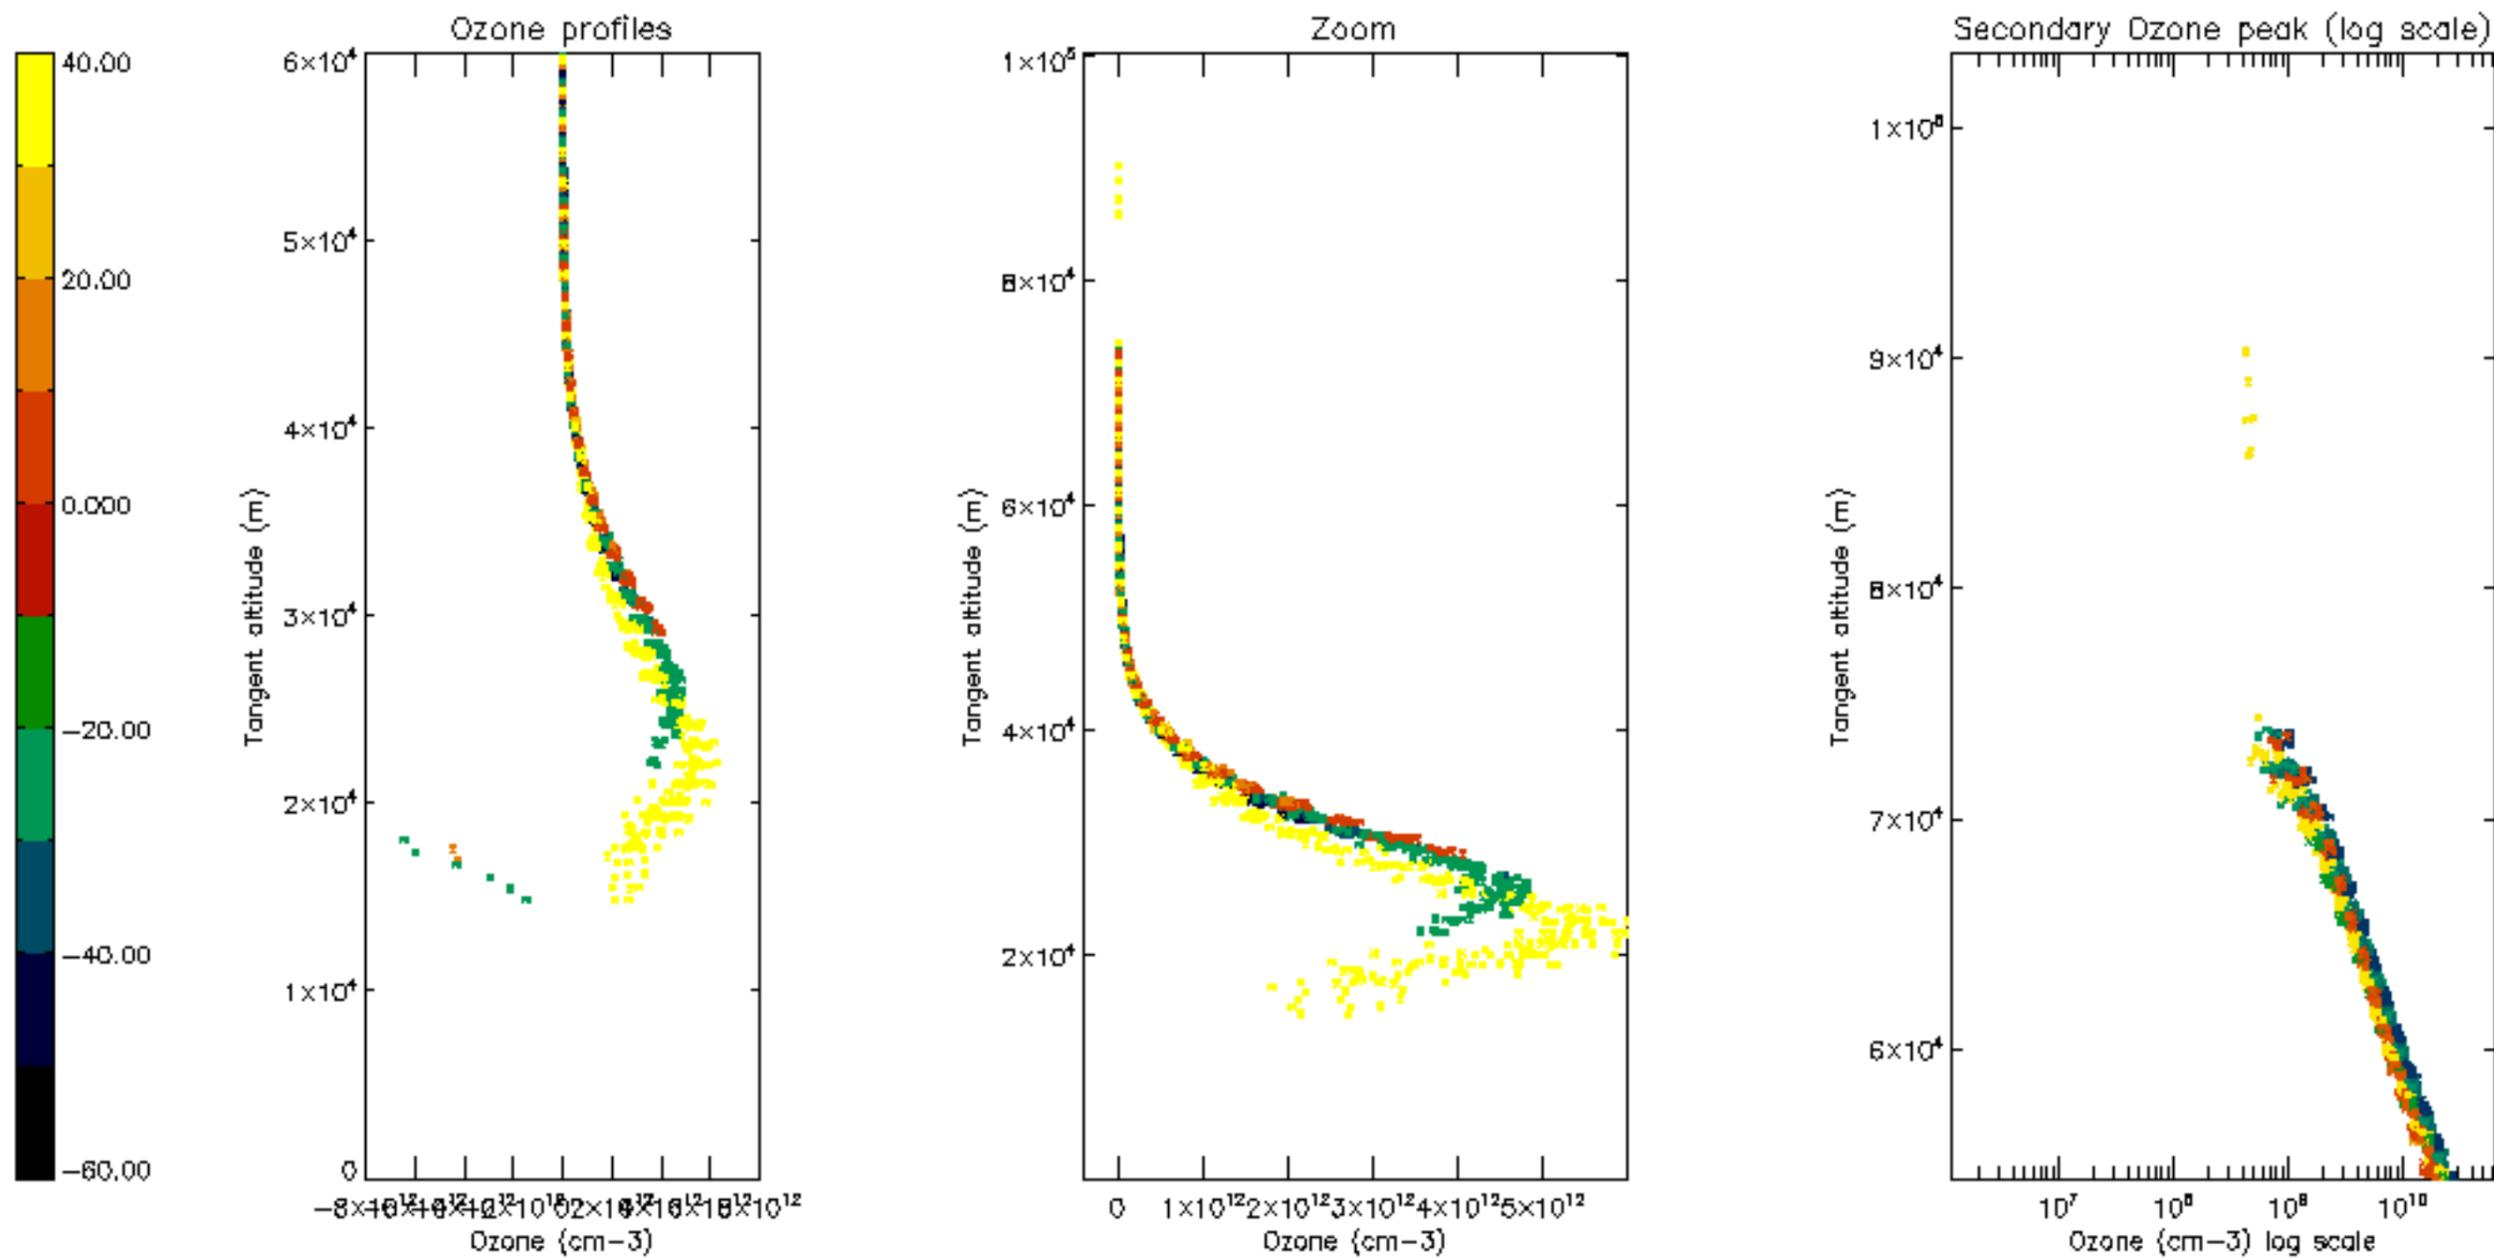 Ozone profiles
Zoom
Secondary Ozone peak (log scale)
40.00
20.00
0.000
−20.00
−40.00
−60.00
6×10⁴
5×10⁴
4×10⁴
3×10⁴
2×10⁴
1×10⁴
0
Tangent altitude (m)
Ozone (cm−3)
1×10⁵
8×10⁴
6×10⁴
4×10⁴
2×10⁴
Tangent altitude (m)
0 1×10¹² 2×10¹² 3×10¹² 4×10¹² 5×10¹²
Ozone (cm−3)
9×10⁴
8×10⁴
7×10⁴
6×10⁴
Tangent altitude (m)
10⁷ 10⁸ 10⁹ 10¹⁰
Ozone (cm−3) log scale